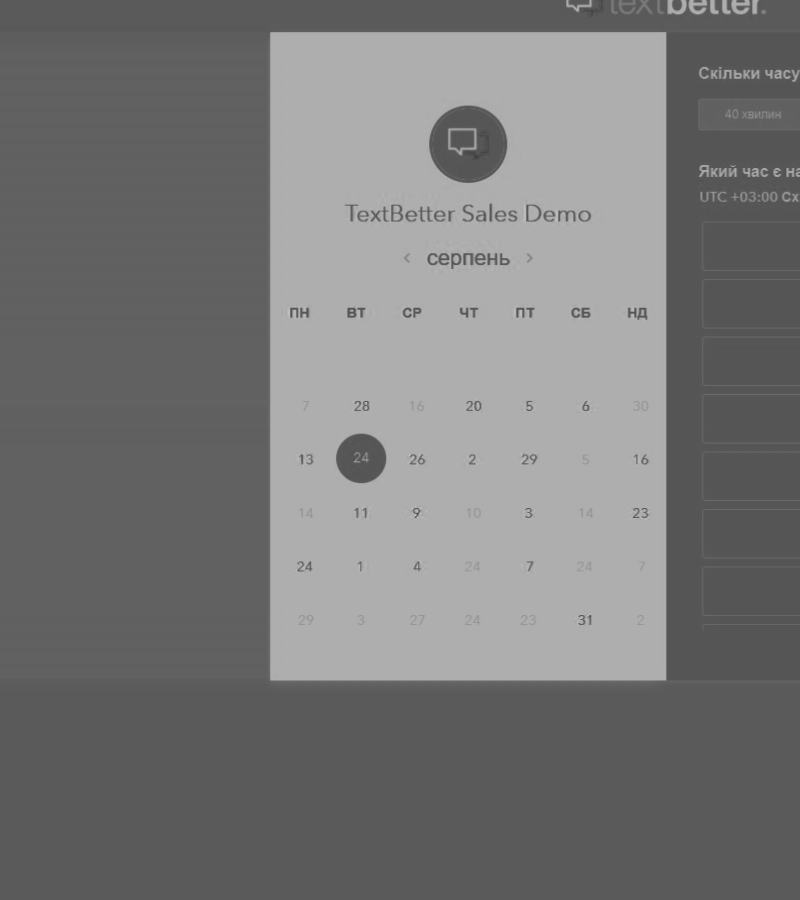 textbetter.
TextBetter Sales Demo
серпень
ПН ВТ СР ЧТ ПТ СБ НД
7 28 16 20 5 6 30
13 24 26 2 29 5 16
14 11 9 10 3 14 23
24 1 4 24 7 24 7
29 3 27 24 23 31 2
Скільки часу
40 хвилин
Який час є
UTC +03:00